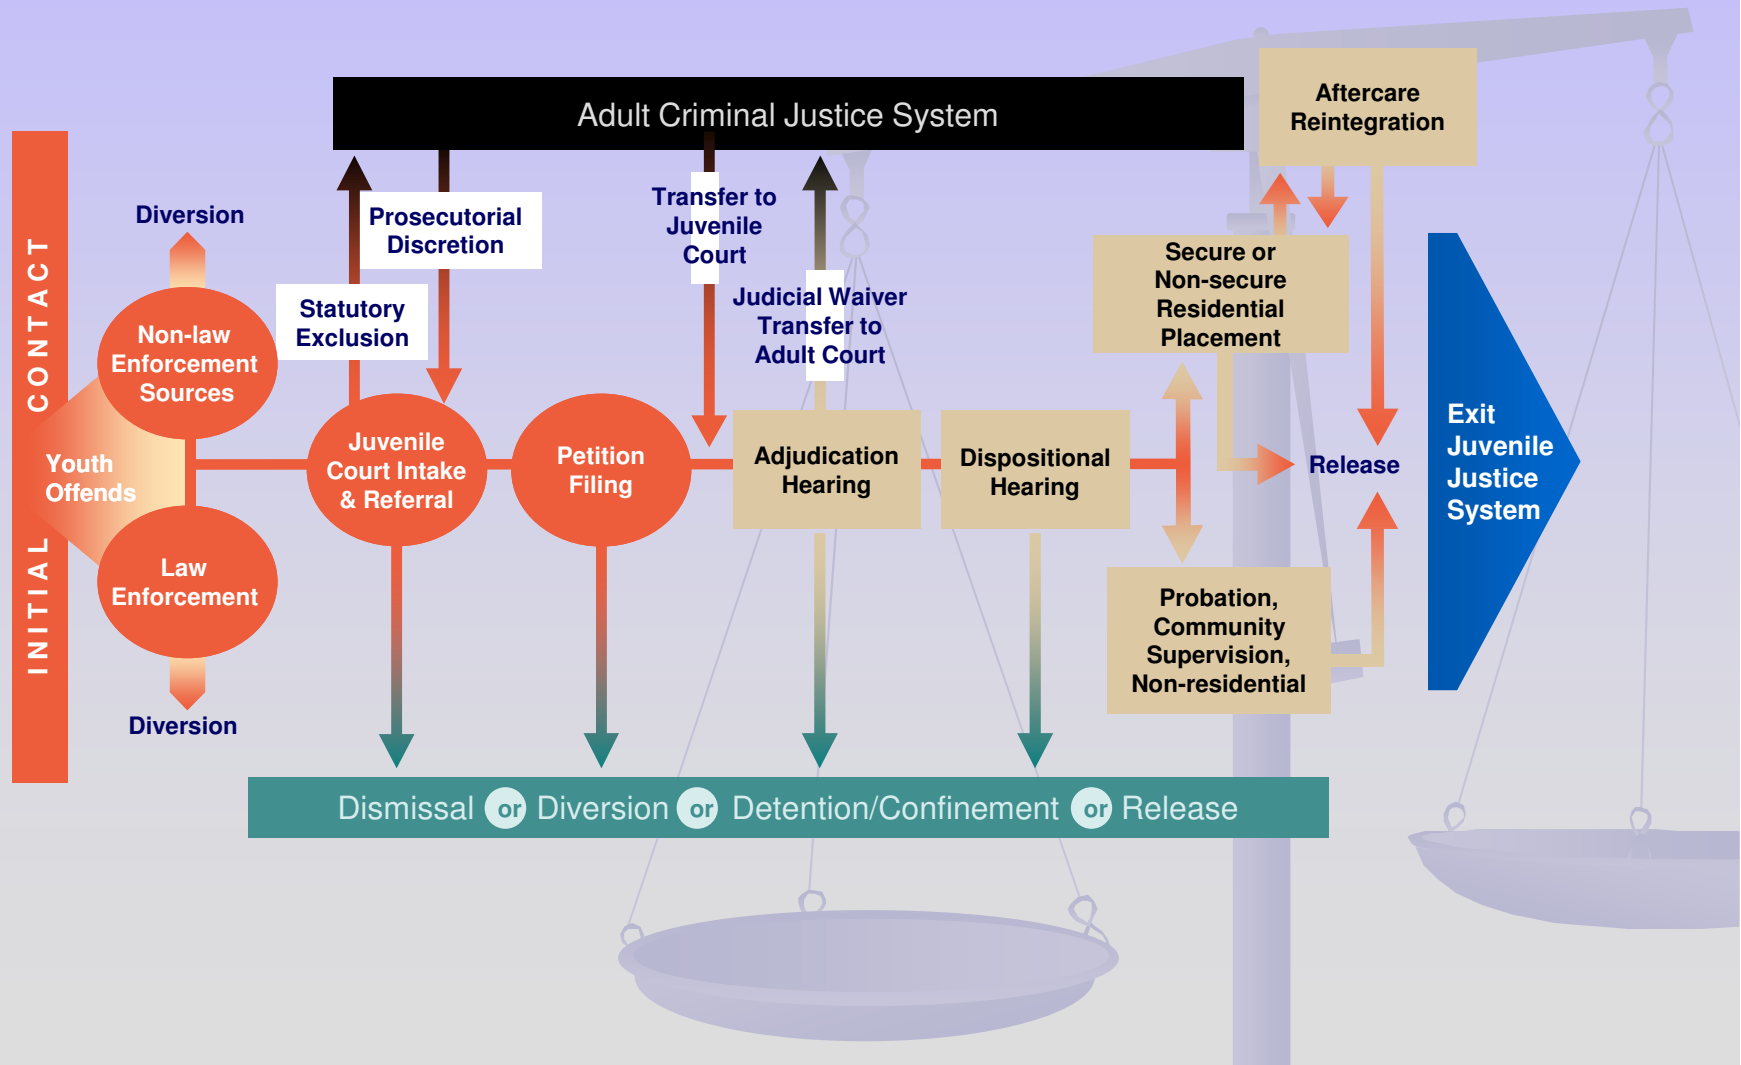 Adult Criminal Justice System
Aftercare
Reintegration
INITIAL CONTACT
Diversion
Prosecutorial
Discretion
Transfer to
Juvenile
Court
Statutory
Exclusion
Judicial Waiver
Transfer to
Adult Court
Secure or
Non-secure
Residential
Placement
Non-law
Enforcement
Sources
Youth
Offends
Juvenile
Court Intake
& Referral
Petition
Filing
Adjudication
Hearing
Dispositional
Hearing
Release
Exit
Juvenile
Justice
System
Law
Enforcement
Probation,
Community
Supervision,
Non-residential
Diversion
Dismissal or Diversion or Detention/Confinement or Release